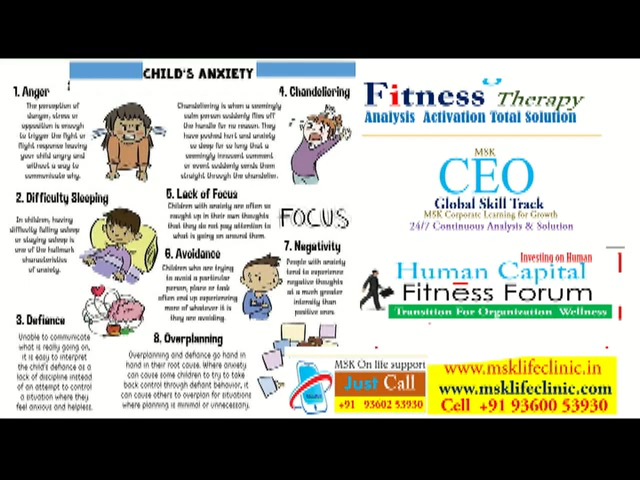 CHILD'S ANXIETY
1. Anger
The perception of
danger, stress or
opposition is enough
to trigger the fight or
flight response leaving
your child angry and
without a way to
communicate why.
4. Chandeliering
Chandeliering is when a seemingly
calm person suddenly flies off
the handle for no reason. They
have pushed hurt and anxiety
so deep for so long that a
seemingly innocent comment
or event suddenly sends them
straight through the chandelier.
2. Difficulty Sleeping
In children, having
difficulty falling asleep
or staying asleep is
one of the hallmark
characteristics
of anxiety.
5. Lack of Focus
Children with anxiety are often so
caught up in their own thoughts
that they do not pay attention to
what is going on around them.
FOCUS
6. Avoidance
Children who are trying
to avoid a particular
person, place or task
often end up experiencing
more of whatever it is
they are avoiding.
7. Negativity
People with anxiety
tend to experience
negative thoughts
at a much greater
intensity than
positive ones.
3. Defiance
Unable to communicate
what is really going on,
it is easy to interpret
the child's defiance as a
lack of discipline instead
of an attempt to control
a situation where they
feel anxious and helpless.
8. Overplanning
Overplanning and defiance go hand in
hand in their root cause. Where anxiety
can cause some children to try to take
back control through defiant behavior, it
can cause others to overplan for situations
where planning is minimal or unnecessary.
Fitness Therapy
Analysis Activation Total Solution
MSK
CEO
Global Skill Track
MSK Corporate Learning for Growth
24/7 Continuous Analysis & Solution
Investing on Human
Human Capital
Fitness Forum
Transition For Organization Wellness
MSK On life support
Just Call
+91 93602 53930
www.msklifeclinic.in
www.msklifeclinic.com
Cell +91 93600 53930